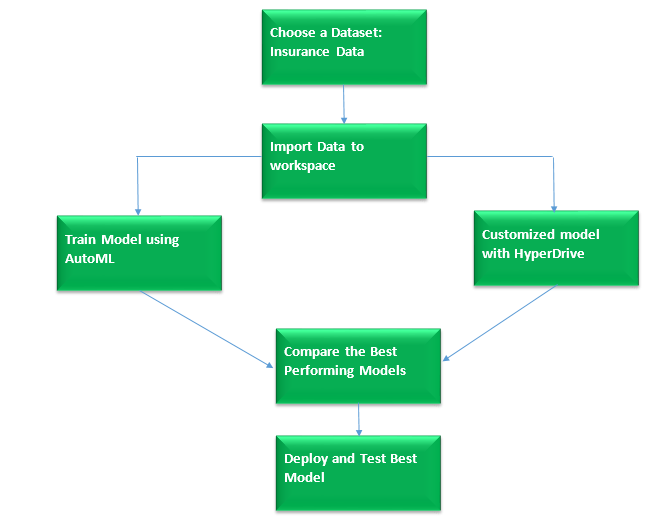 Choose a Dataset:
Insurance Data
Import Data to
workspace
Train Model using
AutoML
Customized model
with HyperDrive
Compare the Best
Performing Models
Deploy and Test Best
Model